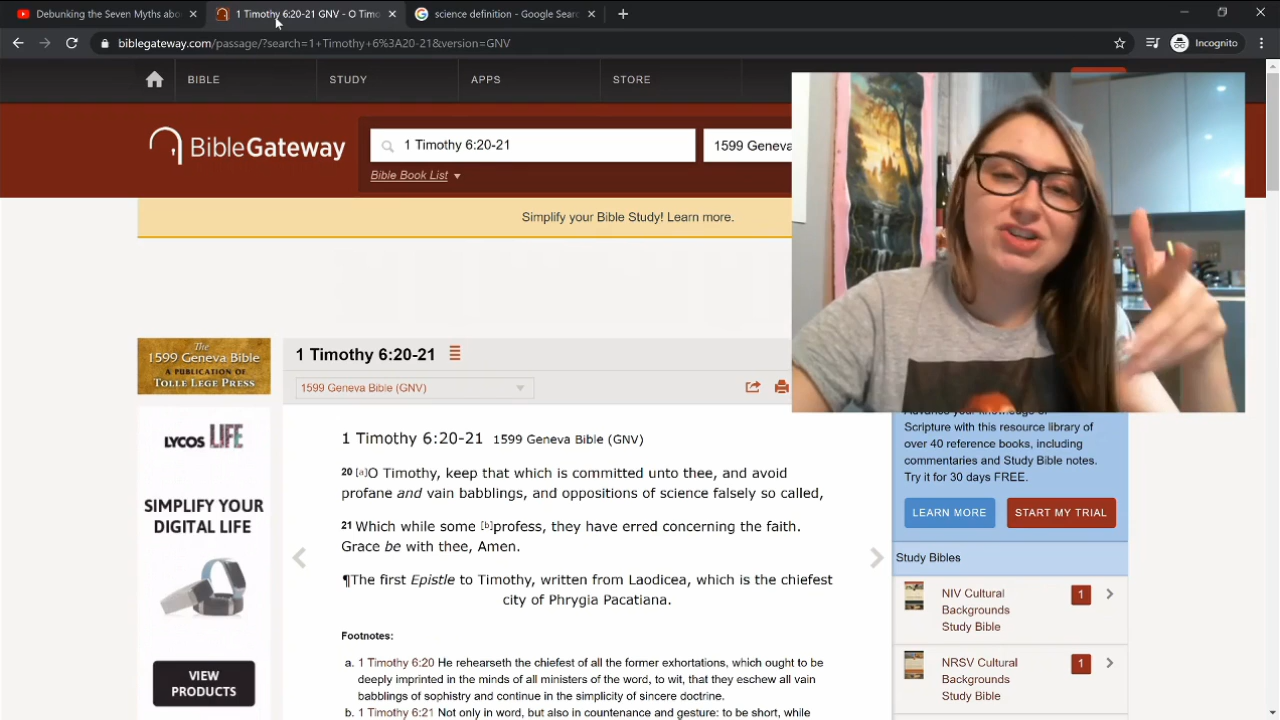 Debunking the Seven Myths abo
1 Timothy 6:20-21 GNV - O Timo
science definition - Google Sear
biblegateway.com/passage/?search=1+Timothy+6%3A20-21&version=GNV
Incognito
BIBLE
STUDY
APPS
STORE
BibleGateway
1 Timothy 6:20-21
1599 Geneva
Bible Book List
Simplify your Bible Study! Learn more.
The
1599 Geneva Bible
A PUBLICATION OF
TOLLE LEGE PRESS
1 Timothy 6:20-21
1599 Geneva Bible (GNV)
LYCOS LIFE
SIMPLIFY YOUR
DIGITAL LIFE
VIEW
PRODUCTS
1 Timothy 6:20-21 1599 Geneva Bible (GNV)
20 [a]O Timothy, keep that which is committed unto thee, and avoid
profane and vain babblings, and oppositions of science falsely so called,
21 Which while some [b]profess, they have erred concerning the faith.
Grace be with thee, Amen.
¶The first Epistle to Timothy, written from Laodicea, which is the chiefest
city of Phrygia Pacatiana.
Footnotes:
a. 1 Timothy 6:20 He rehearseth the chiefest of all the former exhortations, which ought to be
deeply imprinted in the minds of all ministers of the word, to wit, that they eschew all vain
babblings of sophistry and continue in the simplicity of sincere doctrine.
b. 1 Timothy 6:21 Not only in word, but also in countenance and gesture: to be short, while
Advance your knowledge of
Scripture with this resource library of
over 40 reference books, including
commentaries and Study Bible notes.
Try it for 30 days FREE.
LEARN MORE
START MY TRIAL
Study Bibles
NIV Cultural
Backgrounds
Study Bible
1
NRSV Cultural
Backgrounds
Study Bible
1